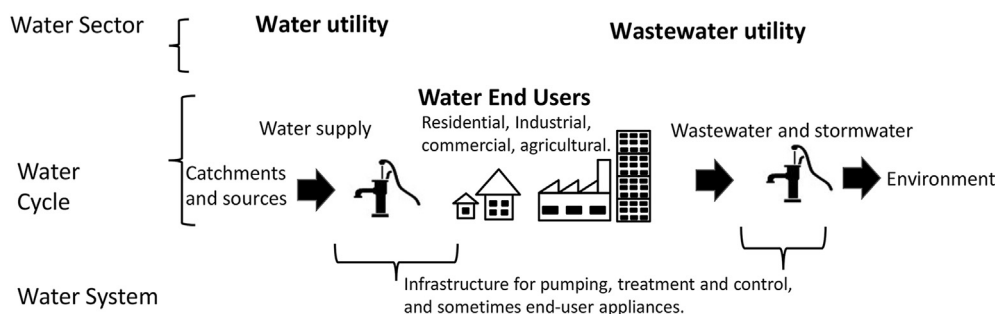 Water Sector
Water utility
Wastewater utility
Water End Users
Residential, Industrial,
commercial, agricultural.
Water supply
Wastewater and stormwater
Water
Cycle
Catchments
and sources
Environment
Infrastructure for pumping, treatment and control,
and sometimes end-user appliances.
Water System